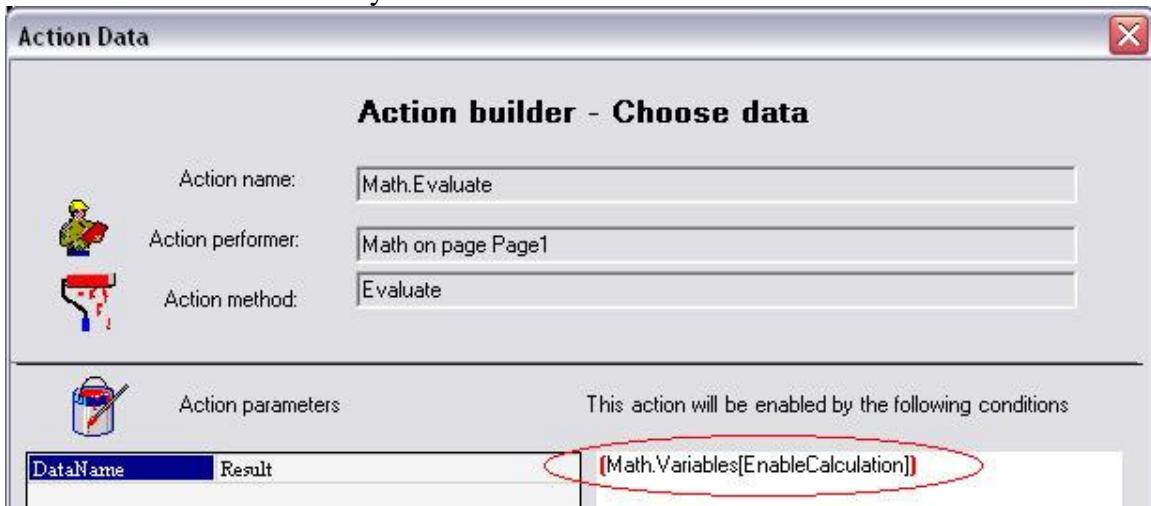 Action Data
Action builder - Choose data
Action name: Math.Evaluate
Action performer: Math on page Page1
Action method: Evaluate
Action parameters
This action will be enabled by the following conditions
DataName Result
(Math.Variables[EnableCalculation])